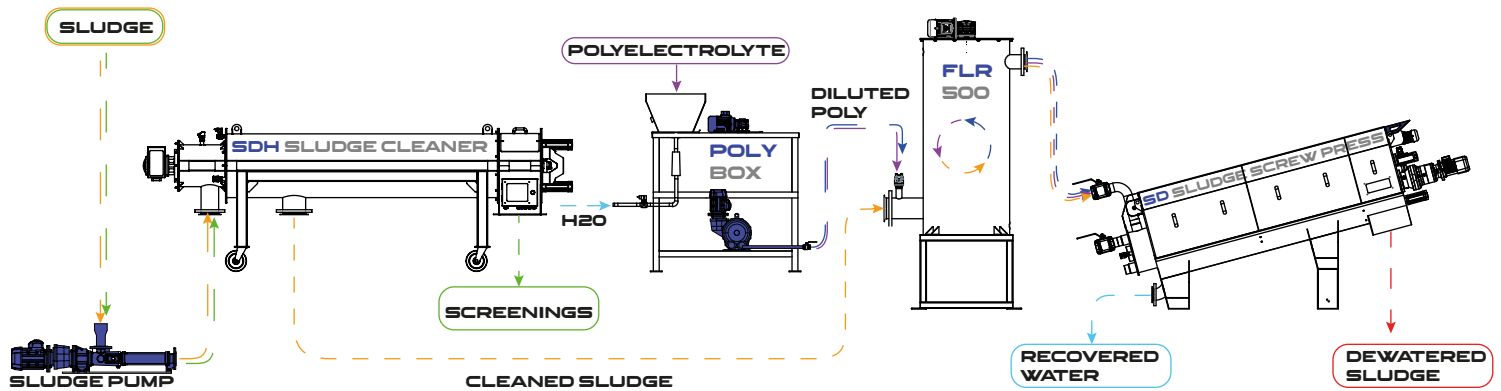 SLUDGE
SLUDGE PUMP
SDH SLUDGE CLEANER
SCREENINGS
CLEANED SLUDGE
H2O
POLYELECTROLYTE
POLY
BOX
DILUTED
POLY
FLR
500
SD SLUDGE SCREW PRESS
RECOVERED
WATER
DEWATERED
SLUDGE